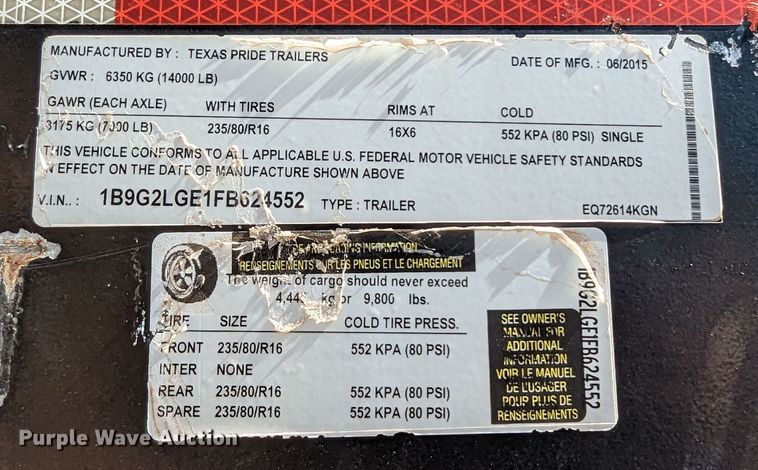 MANUFACTURED BY : TEXAS PRIDE TRAILERS DATE OF MFG. : 06/2015
GVWR : 6350 KG (14000 LB)
GAWR (EACH AXLE) WITH TIRES RIMS AT COLD
3175 KG (7000 LB) 235/80/R16 16X6 552 KPA (80 PSI) SINGLE
THIS VEHICLE CONFORMS TO ALL APPLICABLE U.S. FEDERAL MOTOR VEHICLE SAFETY STANDARDS
IN EFFECT ON THE DATE OF MANUFACTURE SHOWN ABOVE
V.I.N.. : 1B9G2LGE1FB624552 TYPE : TRAILER EQ72614KGN
INFORMATION
RENSEIGNEMENTS SUR LES PNEUS ET LE CHARGEMENT
The weight of cargo should never exceed
kg or 9,800 lbs.
TIRE SIZE COLD TIRE PRESS.
FRONT 235/80/R16 552 KPA (80 PSI)
INTER NONE
REAR 235/80/R16 552 KPA (80 PSI)
SPARE 235/80/R16 552 KPA (80 PSI)
SEE OWNER'S
MANUAL FOR
ADDITIONAL
INFORMATION
VOIR LE MANUEL
DE L'USAGER
POUR PLUS DE
RENSEIGNEMENTS
1B9G2LGE1FB624552
Purple Wave Auction